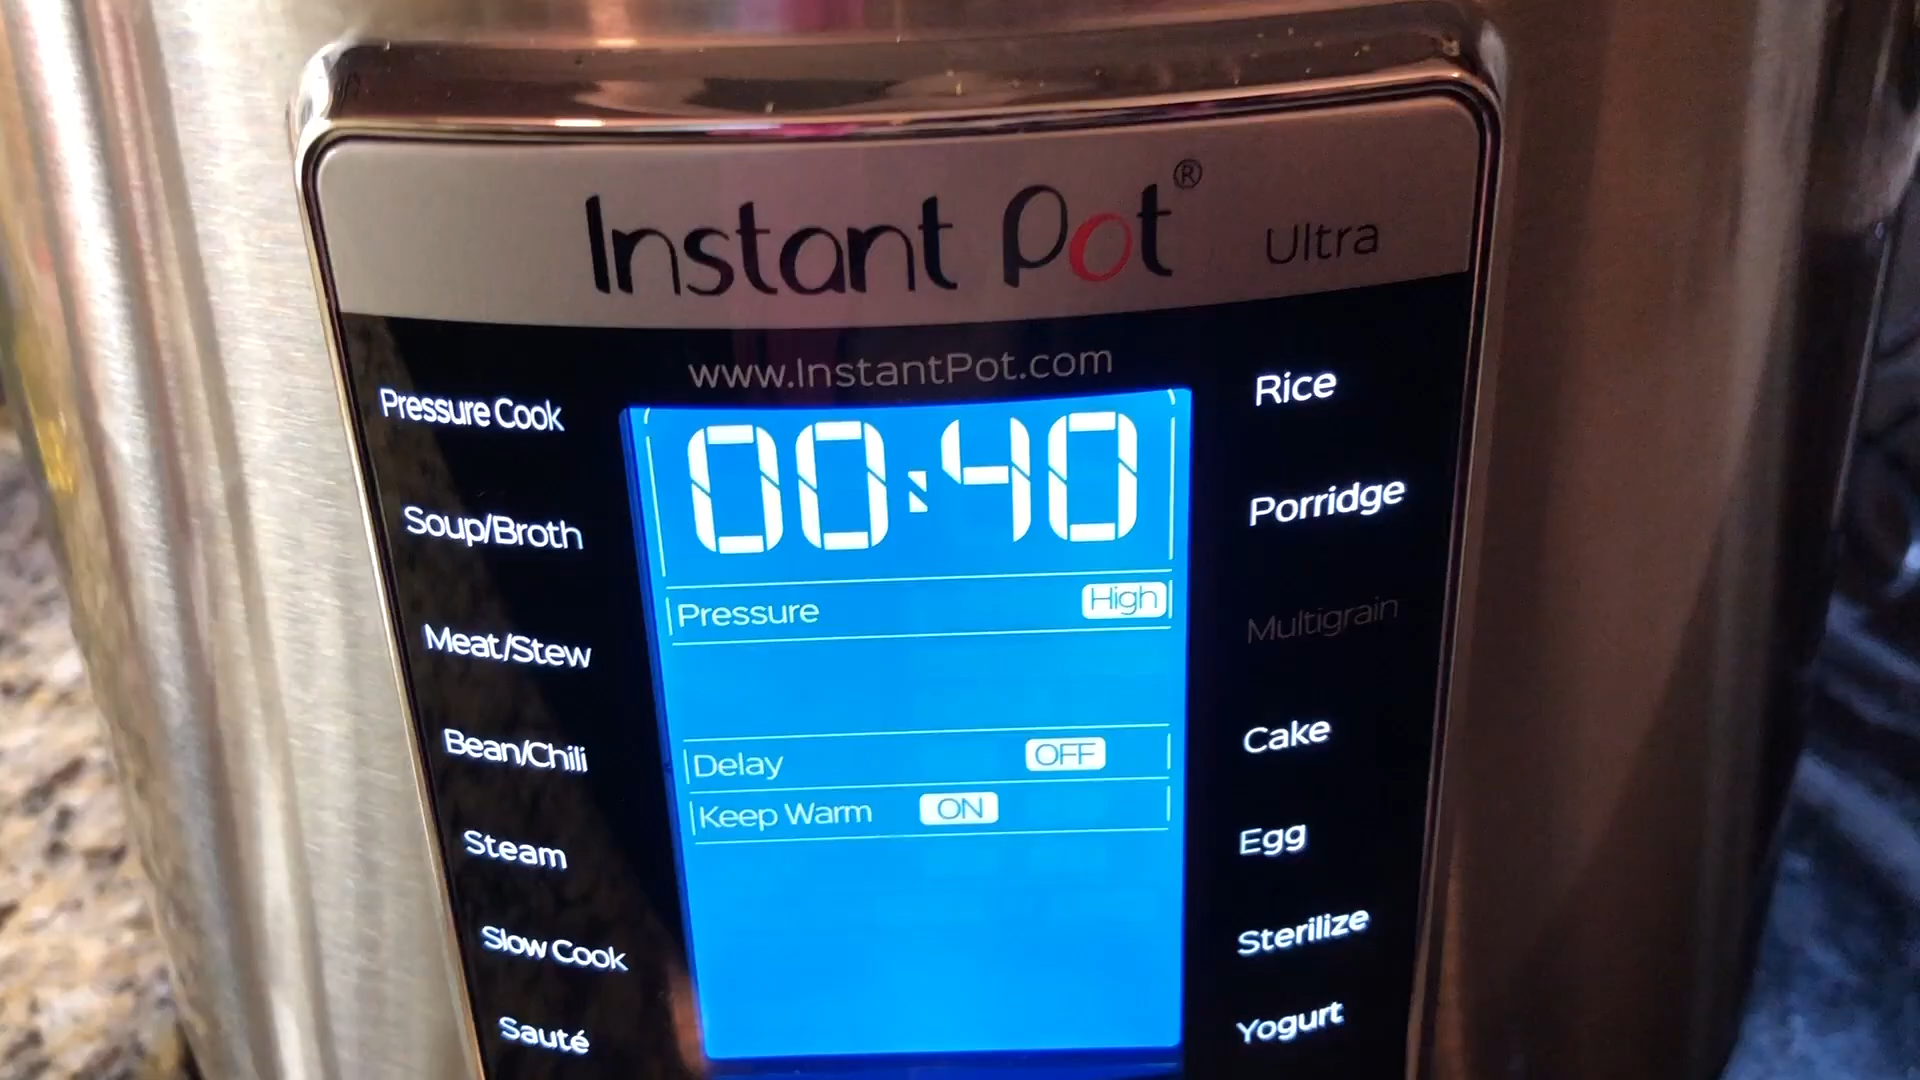 Instant Pot® Ultra
www.InstantPot.com
Pressure Cook
Soup/Broth
Meat/Stew
Bean/Chili
Steam
Slow Cook
Sauté
00:40
Pressure High
Delay OFF
Keep Warm ON
Rice
Porridge
Multigrain
Cake
Egg
Sterilize
Yogurt